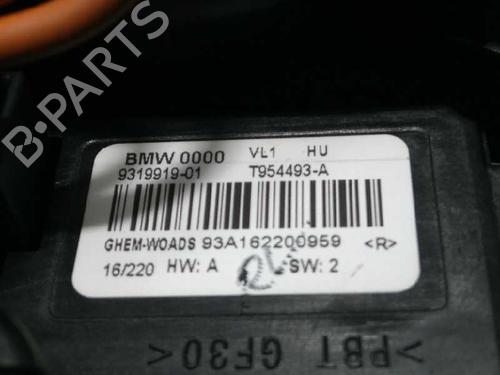 B-PARTS
BMW 0000 VL1 HU
9319919-01 T954493-A
GHEM-WOADS 93A162200959 <R>
16/220 HW: A SW: 2
>PBT GF30<